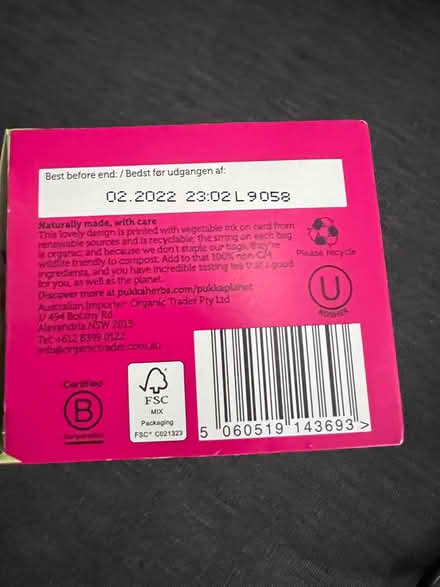 Best before end: / Bedst før udgangen af:
02.2022 23:02 L9058
Naturally made, with care
This lovely design is printed with vegetable ink on card from
renewable sources and is recyclable; the string on each bag
is organic; and because we don't staple our bags, they're
wildlife friendly to compost. Add to that 100% non-GM
ingredients, and you have incredible tasting tea that's good
for you, as well as the planet.
Discover more at pukkaherbs.com/pukkaplanet
Australian Importer: Organic Trader Pty Ltd
U 494 Botany Rd
Alexandria NSW 2015
Tel: +612 8399 0122
info@organictrader.com.au
Please recycle
U
KOSHER
Certified
B
Corporation
FSC
MIX
Packaging
FSC® C021323
5 060519 143693 >